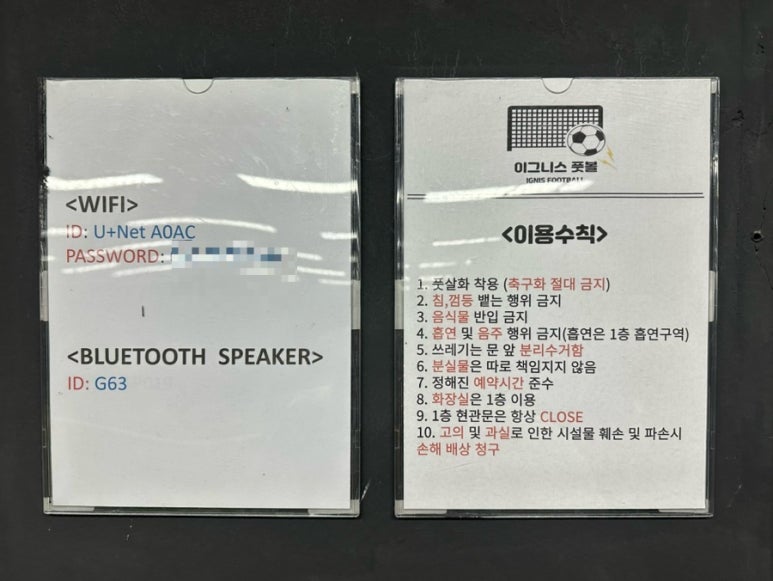 <WIFI>
ID: U+Net A0AC
PASSWORD:
<BLUETOOTH SPEAKER>
ID: G63
이그니스 풋볼
IGNIS FOOTBALL
<이용수칙>
1. 풋살화 착용 (축구화 절대 금지)
2. 침,껌등 뱉는 행위 금지
3. 음식물 반입 금지
4. 흡연 및 음주 행위 금지(흡연은 1층 흡연구역)
5. 쓰레기는 문 앞 분리수거함
6. 분실물은 따로 책임지지 않음
7. 정해진 예약시간 준수
8. 화장실은 1층 이용
9. 1층 현관문은 항상 CLOSE
10. 고의 및 과실로 인한 시설물 훼손 및 파손시
손해 배상 청구